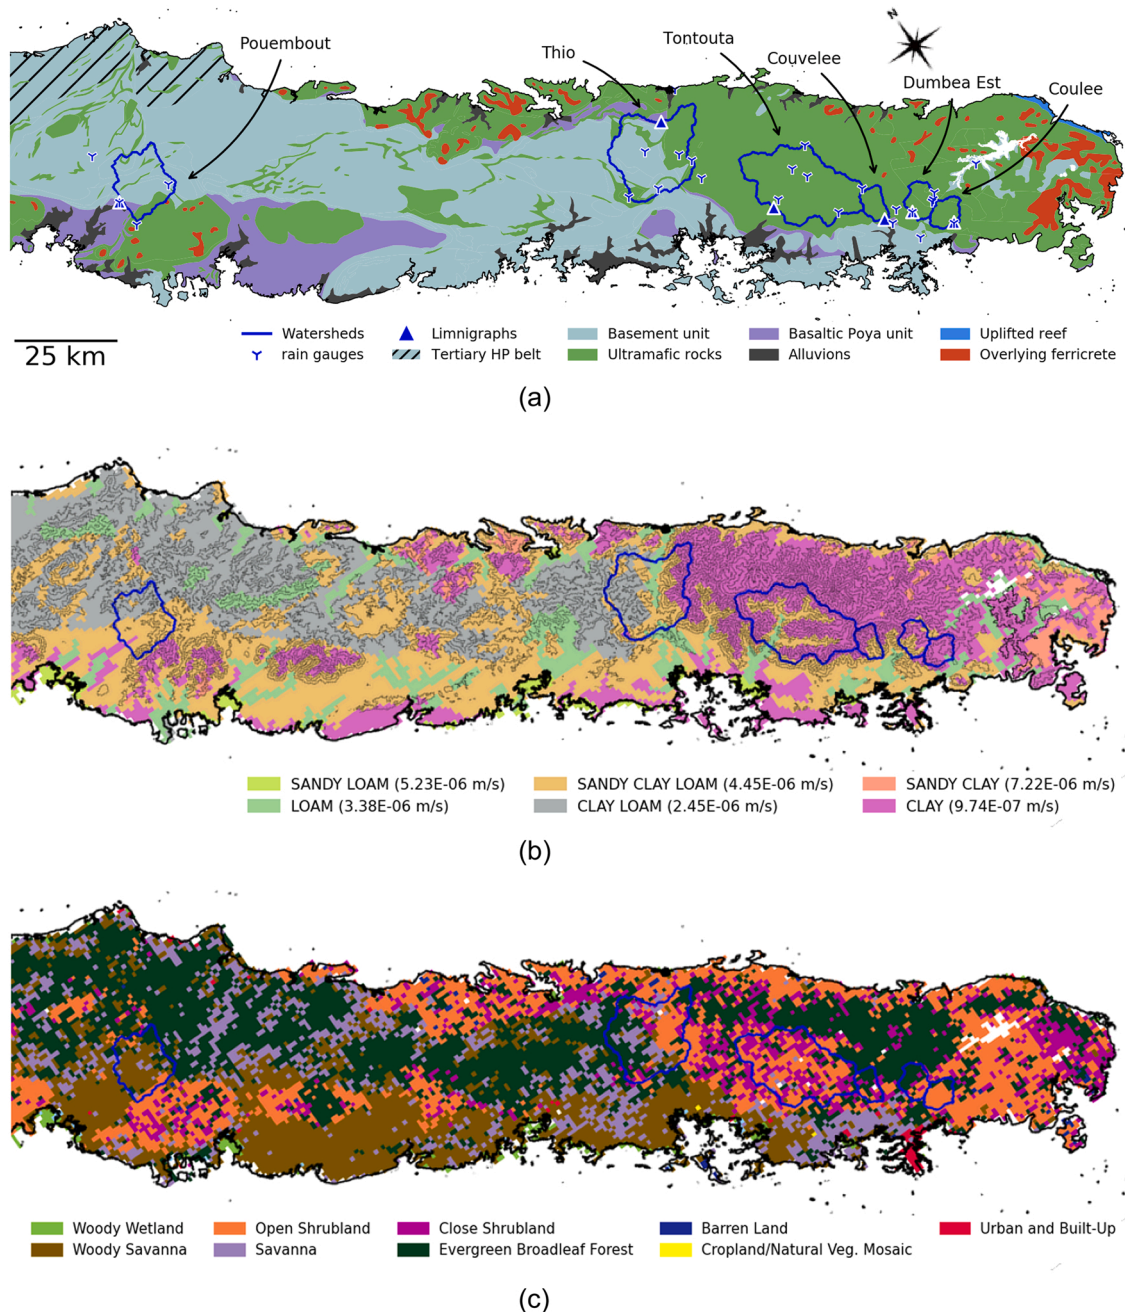 N
Pouembout
Thio
Tontouta
Couvelee
Dumbea Est
Coulee
25 km
Watersheds
Limnigraphs
Basement unit
Basaltic Poya unit
Uplifted reef
rain gauges
Tertiary HP belt
Ultramafic rocks
Alluvions
Overlying ferricrete
(a)
SANDY LOAM (5.23E-06 m/s)
SANDY CLAY LOAM (4.45E-06 m/s)
SANDY CLAY (7.22E-06 m/s)
LOAM (3.38E-06 m/s)
CLAY LOAM (2.45E-06 m/s)
CLAY (9.74E-07 m/s)
(b)
Woody Wetland
Open Shrubland
Close Shrubland
Barren Land
Urban and Built-Up
Woody Savanna
Savanna
Evergreen Broadleaf Forest
Cropland/Natural Veg. Mosaic
(c)